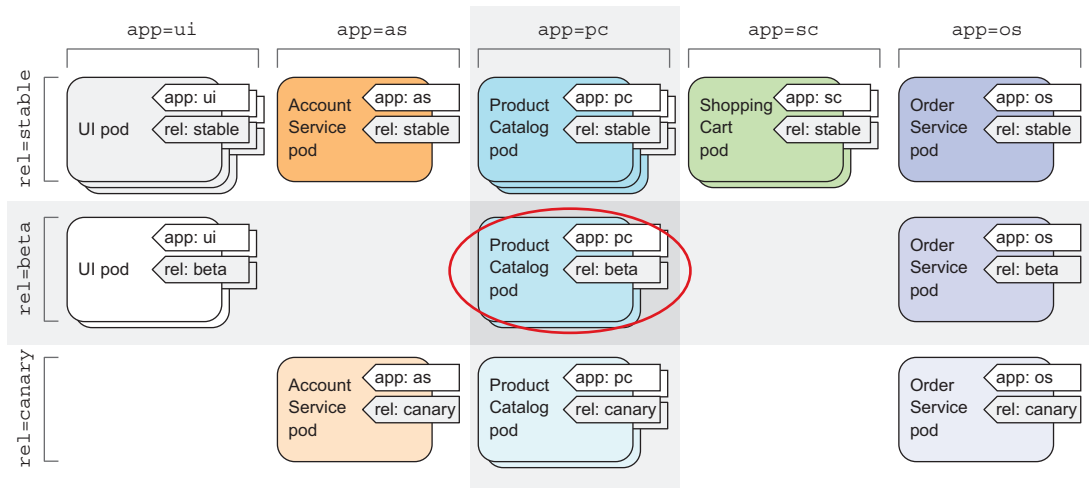 app=ui
app=as
app=pc
app=sc
app=os
rel=stable
UI pod
app: ui
rel: stable
Account
Service
pod
app: as
rel: stable
Product
Catalog
pod
app: pc
rel: stable
Shopping
Cart
pod
app: sc
rel: stable
Order
Service
pod
app: os
rel: stable
rel=beta
UI pod
app: ui
rel: beta
Product
Catalog
pod
app: pc
rel: beta
Order
Service
pod
app: os
rel: beta
rel=canary
Account
Service
pod
app: as
rel: canary
Product
Catalog
pod
app: pc
rel: canary
Order
Service
pod
app: os
rel: canary